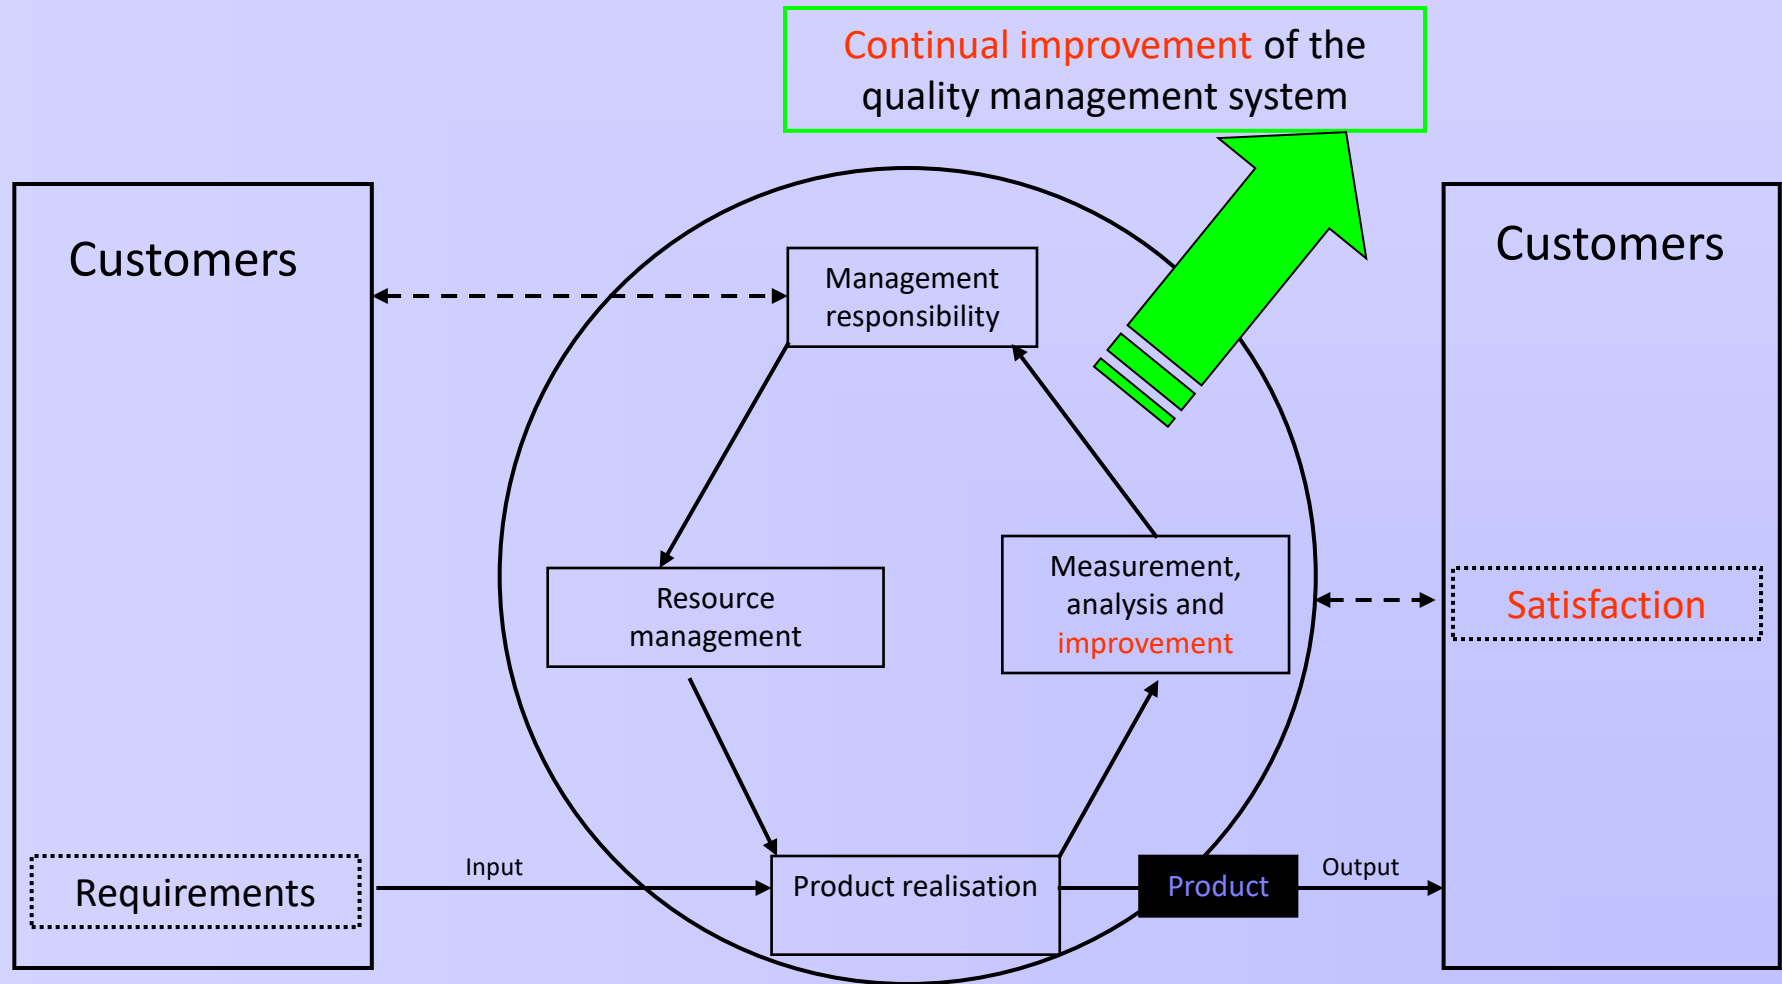 Continual improvement of the
quality management system
Customers
Customers
Management
responsibility
Measurement,
analysis and
improvement
Resource
management
Satisfaction
Requirements
Input
Product realisation
Product
Output